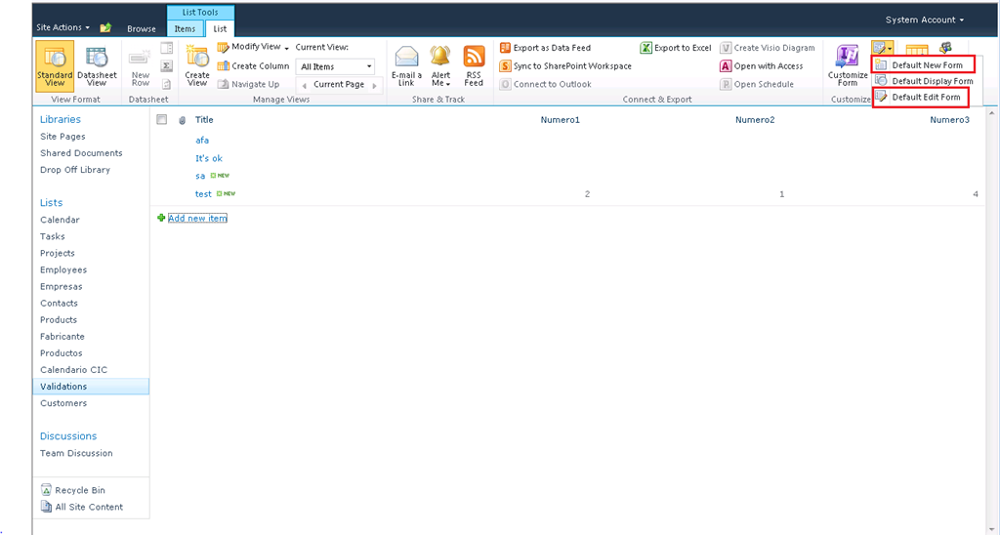 List Tools
Site Actions
Browse
Items
List
System Account
Standard View
Datasheet View
View Format
New Row
Datasheet
Create View
Modify View
Create Column
Navigate Up
Current View:
All Items
Current Page
Manage Views
E-mail a Link
Alert Me
RSS Feed
Share & Track
Export as Data Feed
Sync to SharePoint Workspace
Connect to Outlook
Export to Excel
Create Visio Diagram
Open with Access
Open Schedule
Connect & Export
Customize Form
Customize
Default New Form
Default Display Form
Default Edit Form
Libraries
Site Pages
Shared Documents
Drop Off Library
Lists
Calendar
Tasks
Projects
Employees
Empresas
Contacts
Products
Fabricante
Productos
Calendario CIC
Validations
Customers
Discussions
Team Discussion
Recycle Bin
All Site Content
Title Numero1 Numero2 Numero3
afa
It's ok
sa NEW
test NEW 2 1 4
Add new item